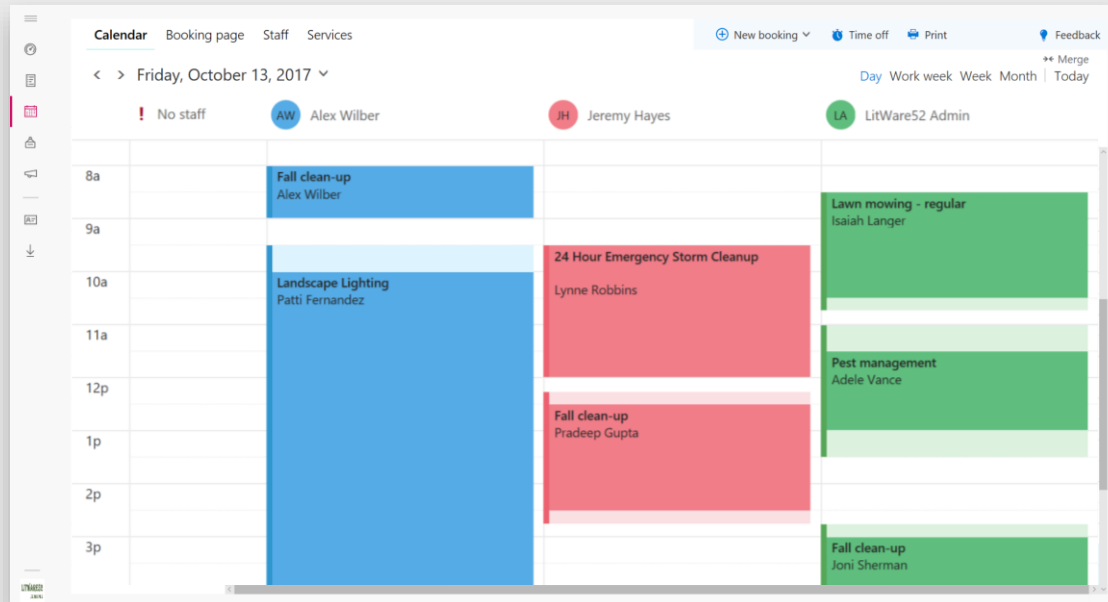 Calendar Booking page Staff Services
New booking Time off Print Feedback
Merge
Friday, October 13, 2017
Day Work week Week Month Today
! No staff AW Alex Wilber JH Jeremy Hayes LA LitWare52 Admin
8a
Fall clean-up
Alex Wilber
Lawn mowing - regular
Isaiah Langer
9a
24 Hour Emergency Storm Cleanup
Lynne Robbins
10a
Landscape Lighting
Patti Fernandez
11a
Pest management
Adele Vance
12p
Fall clean-up
Pradeep Gupta
1p
2p
3p
Fall clean-up
Joni Sherman